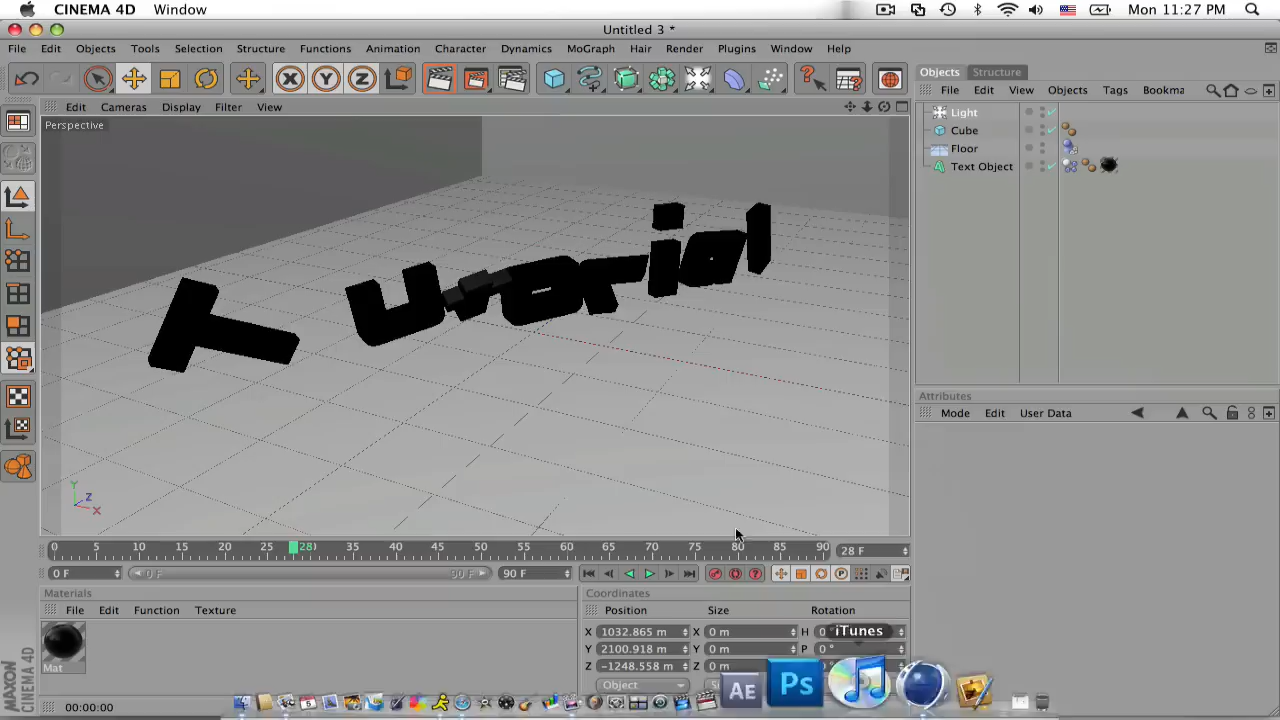 CINEMA 4D Window Mon 11:27 PM
Untitled 3 *
File Edit Objects Tools Selection Structure Functions Animation Character Dynamics MoGraph Hair Render Plugins Window Help
X Y Z
Objects Structure
File Edit View Objects Tags Bookma
Edit Cameras Display Filter View
Perspective
Light
Cube
Floor
Text Object
Tutorial
Attributes
Mode Edit User Data
Y Z X
0 5 10 15 20 25 28 35 40 45 50 55 60 65 70 75 80 85 90 28 F
0 F 0 F 90 F 90 F
Materials
File Edit Function Texture
Mat
Coordinates
Position Size Rotation
X 1032.865 m X 0 m H 0 °
Y 2100.918 m Y 0 m P 0 °
Z -1248.558 m Z 0 m
Object
iTunes
AE Ps
MAXON
CINEMA 4D
00:00:00